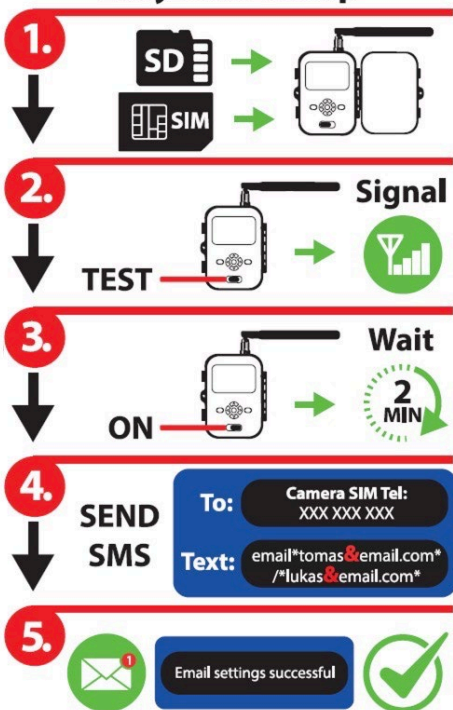 1.
SD
SIM
2.
Signal
TEST
3.
Wait
2
MIN
ON
4.
SEND
SMS
To:
Camera SIM Tel:
XXX XXX XXX
Text:
email*tomas&email.com*
/*lukas&email.com*
5.
1
Email settings successful